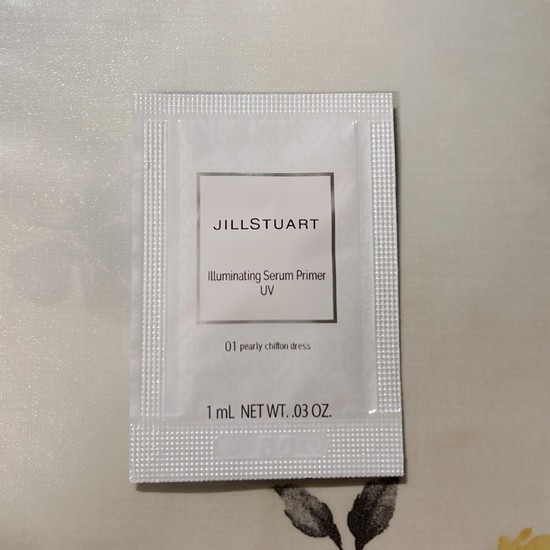 JILLSTUART
Illuminating Serum Primer
UV
01 pearly chiffon dress
1 mL NET WT. .03 OZ.